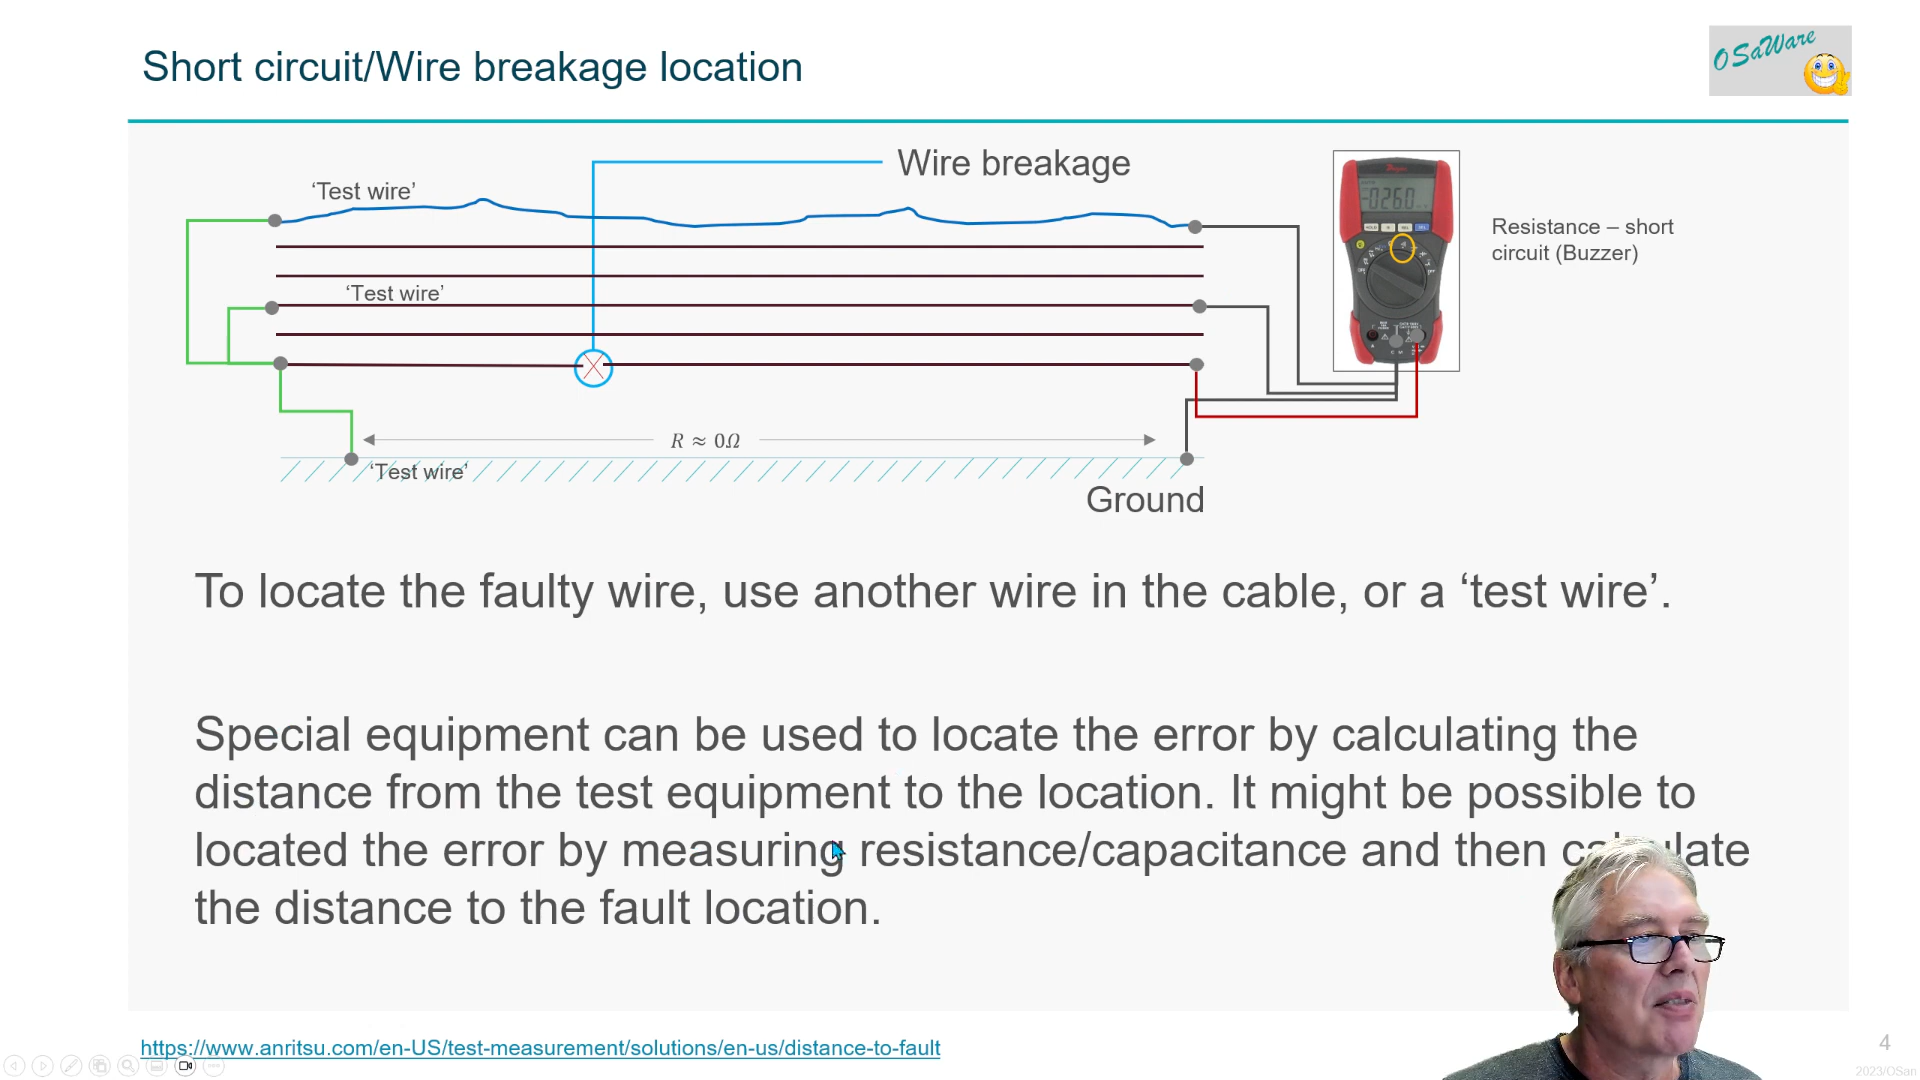 Short circuit/Wire breakage location
OSaWare
Wire breakage
‘Test wire’
-0260
Resistance – short
circuit (Buzzer)
‘Test wire’
R ≈ 0Ω
‘Test wire’
Ground
To locate the faulty wire, use another wire in the cable, or a ‘test wire’.
Special equipment can be used to locate the error by calculating the
distance from the test equipment to the location. It might be possible to
located the error by measuring resistance/capacitance and then
the distance to the fault location.
https://www.anritsu.com/en-US/test-measurement/solutions/en-us/distance-to-fault
4
2023/OSan